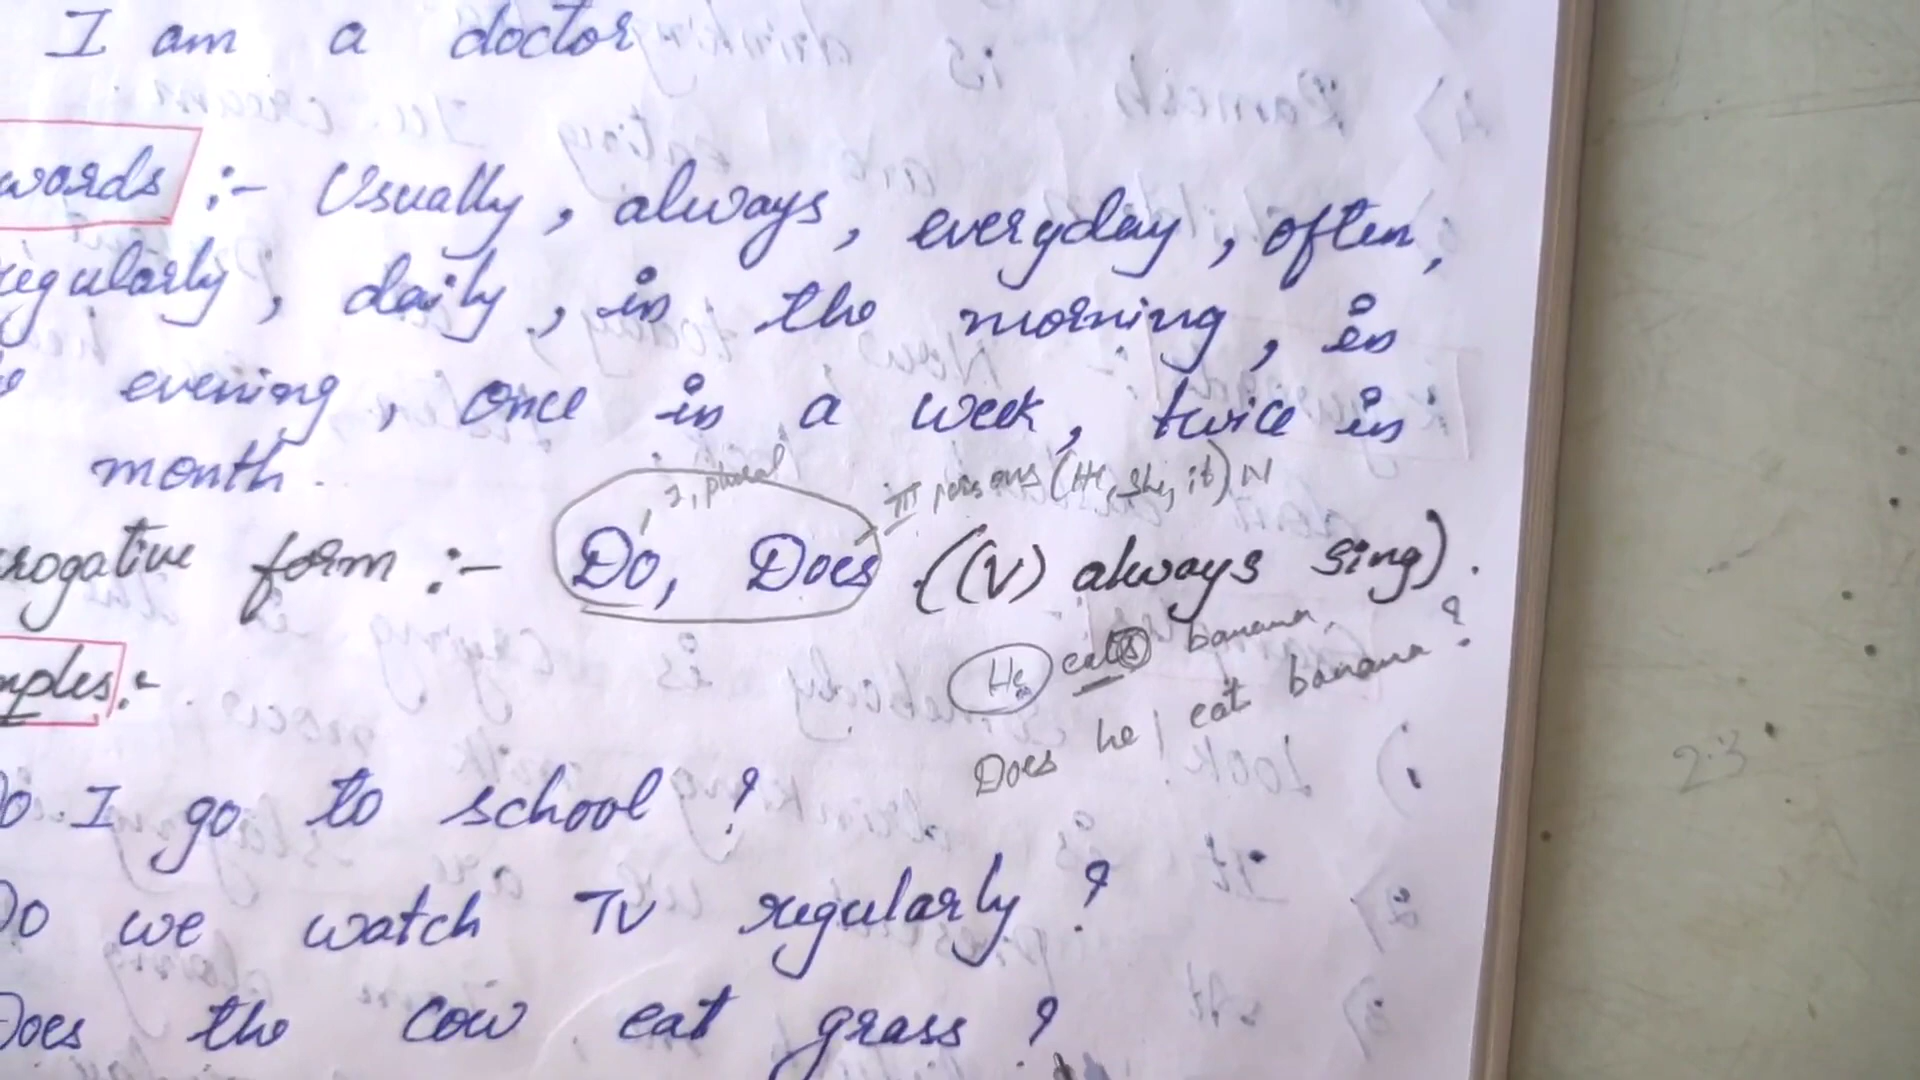 I am a doctor
words :- Usually, always, everyday, often,
regularly, daily, in the morning, in
evening, once in a week, twice in
month.
I, plural
III persons (He, She, it) N
rogative form :- Do, Does ((V) always Sing).
He eats banana.
Does he eat banana?
mples:-
Do I go to school ?
Do we watch TV regularly ?
Does the cow eat grass ?
2.3